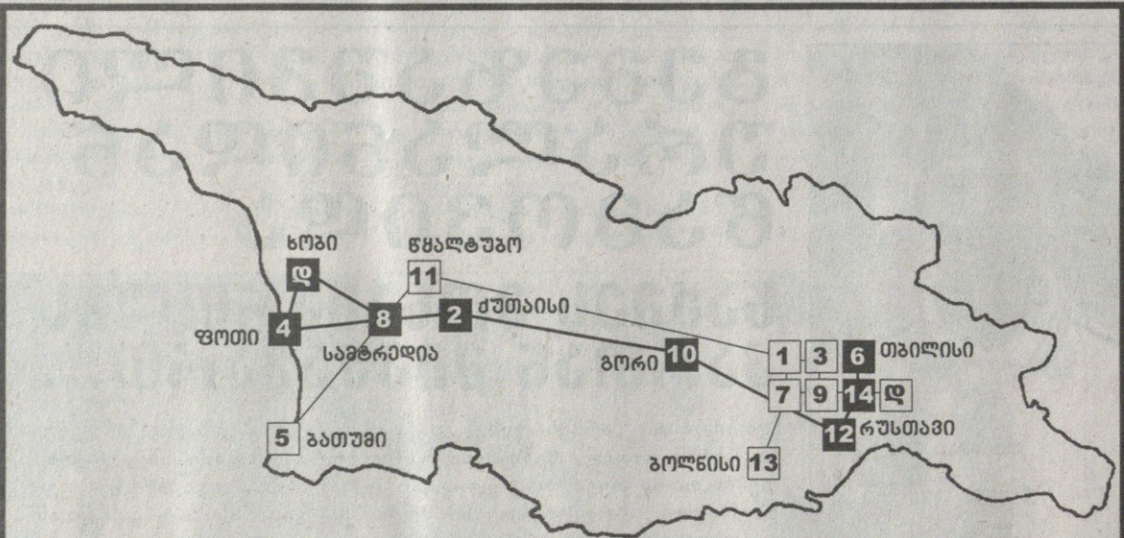 ხობი
დ
წყალტუბო
11
ფოთი 4
8
სამტრედია
2 ქუთაისი
გორი 10
1 3 6 თბილისი
7 9 14 დ
12 რუსთავი
5 ბათუმი
ბოლნისი 13